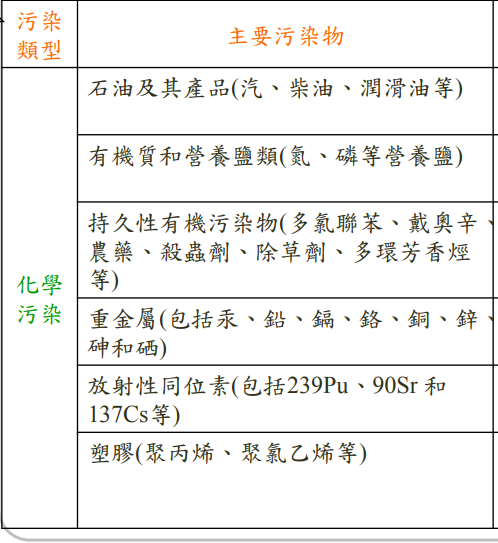 污染
類型
主要污染物
化學
污染
石油及其產品(汽、柴油、潤滑油等)
有機質和營養鹽類(氮、磷等營養鹽)
持久性有機污染物(多氯聯苯、戴奧辛、
農藥、殺蟲劑、除草劑、多環芳香烴
等)
重金屬(包括汞、鉛、鎘、鉻、銅、鋅、
砷和硒)
放射性同位素(包括239Pu、90Sr 和
137Cs等)
塑膠(聚丙烯、聚氯乙烯等)